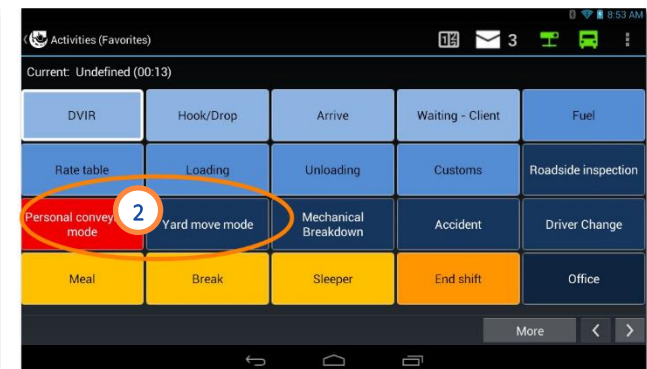 8:53 AM
Activities (Favorites)
3
Current: Undefined (00:13)
DVIR
Hook/Drop
Arrive
Waiting - Client
Fuel
Rate table
Loading
Unloading
Customs
Roadside inspection
Personal convey
mode
2
Yard move mode
Mechanical
Breakdown
Accident
Driver Change
Meal
Break
Sleeper
End shift
Office
More